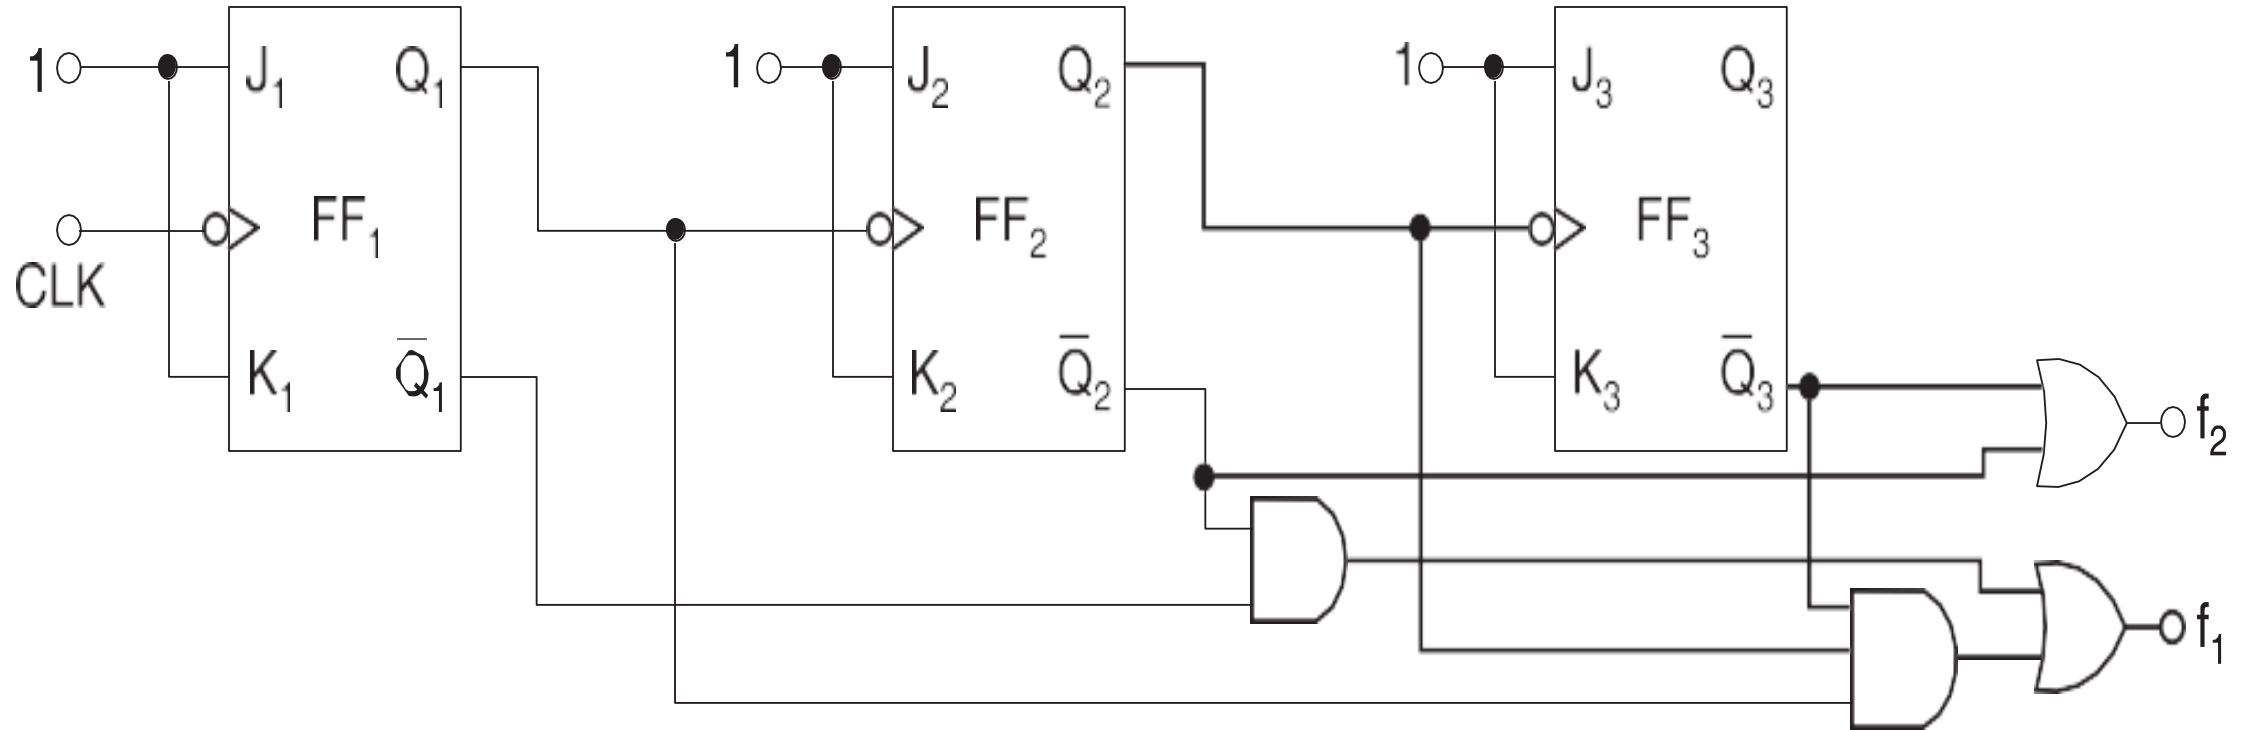 1 J₁ Q₁ 1 J₂ Q₂ 1 J₃ Q₃
FF₁ FF₂ FF₃
CLK
K₁ Q̅₁ K₂ Q̅₂ K₃ Q̅₃
f₂
f₁